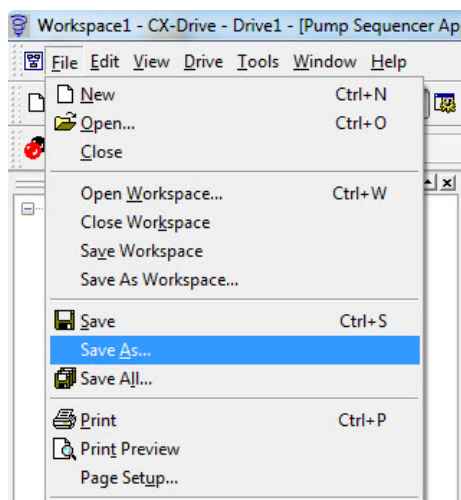 Workspace1 - CX-Drive - Drive1 - [Pump Sequencer Ap
File Edit View Drive Tools Window Help
New Ctrl+N
Open... Ctrl+O
Close
Open Workspace... Ctrl+W
Close Workspace
Save Workspace
Save As Workspace...
Save Ctrl+S
Save As...
Save All...
Print Ctrl+P
Print Preview
Page Setup...